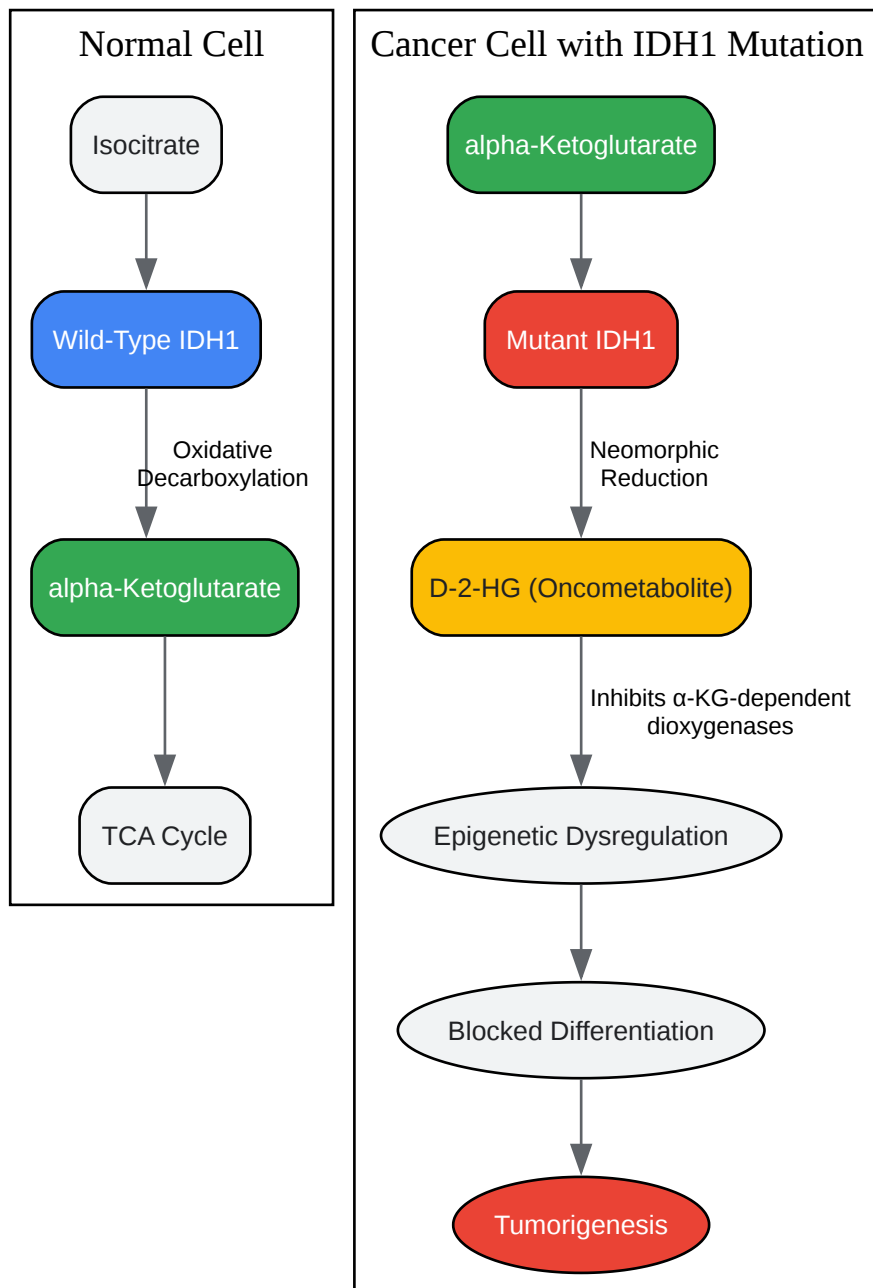 Normal Cell
Isocitrate
Wild-Type IDH1
Oxidative
Decarboxylation
alpha-Ketoglutarate
TCA Cycle
Cancer Cell with IDH1 Mutation
alpha-Ketoglutarate
Mutant IDH1
Neomorphic
Reduction
D-2-HG (Oncometabolite)
Inhibits α-KG-dependent
dioxygenases
Epigenetic Dysregulation
Blocked Differentiation
Tumorigenesis